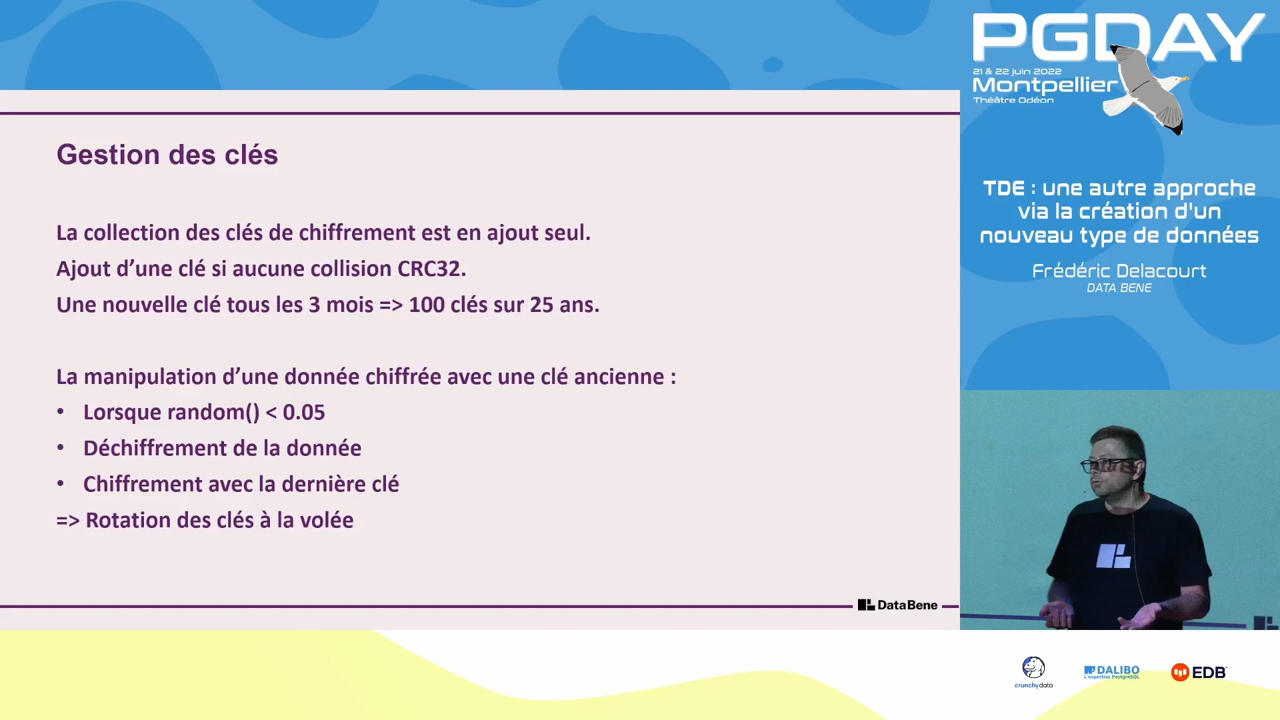 Gestion des clés
La collection des clés de chiffrement est en ajout seul.
Ajout d’une clé si aucune collision CRC32.
Une nouvelle clé tous les 3 mois => 100 clés sur 25 ans.
La manipulation d’une donnée chiffrée avec une clé ancienne :
• Lorsque random() < 0.05
• Déchiffrement de la donnée
• Chiffrement avec la dernière clé
=> Rotation des clés à la volée
Data Bene
PGDAY
21 & 22 juin 2022
Montpellier
Théâtre Odéon
TDE : une autre approche
via la création d'un
nouveau type de données
Frédéric Delacourt
DATA BENE
crunchydata
DALIBO
L'expertise PostgreSQL
EDB